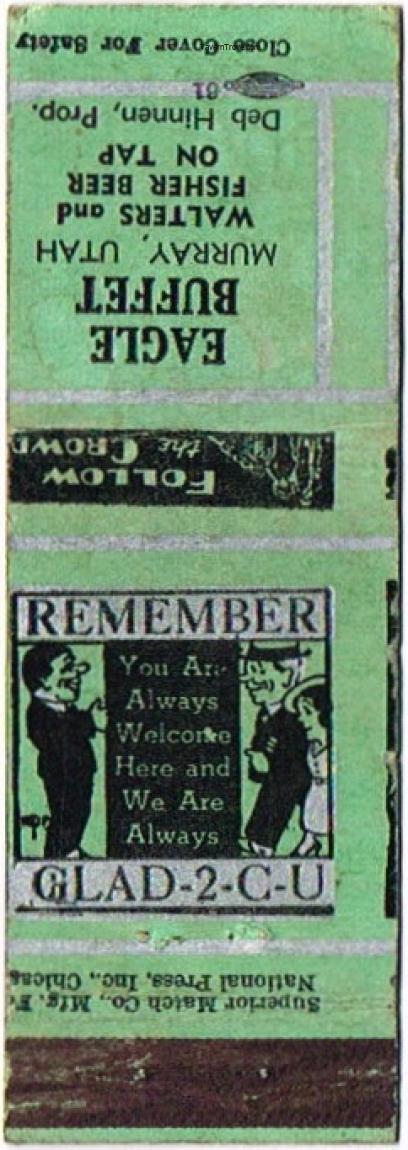 Close Cover For Safety
61
EAGLE
BUFFET
MURRAY, UTAH
WALTERS and
FISHER BEER
ON TAP
Deb Hinnen, Prop.
FOLLOW
the CROWD
REMEMBER
You Are
Always
Welcome
Here and
We Are
Always
GLAD-2-C-U
Superior Match Co., Mfg.
National Press, Inc., Chicag